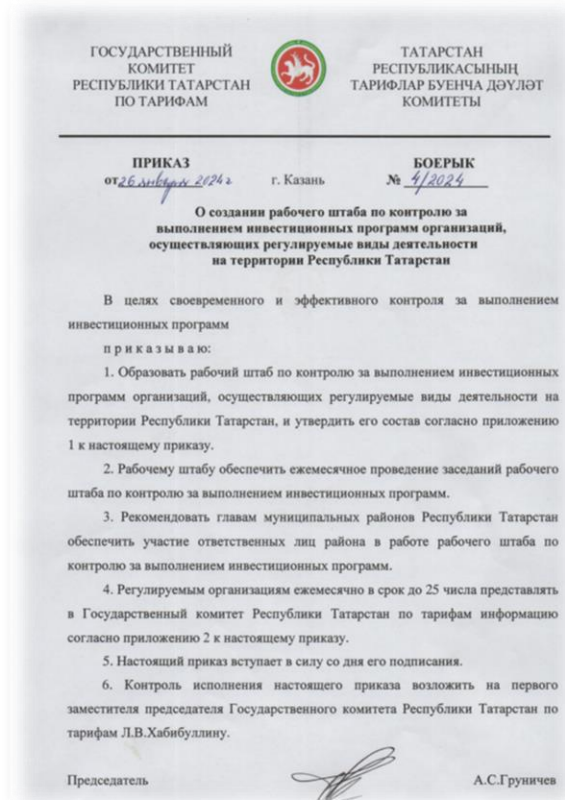 ГОСУДАРСТВЕННЫЙ
КОМИТЕТ
РЕСПУБЛИКИ ТАТАРСТАН
ПО ТАРИФАМ
ТАТАРСТАН
РЕСПУБЛИКАСЫНЫҢ
ТАРИФЛАР БУЕНЧА ДӘҮЛӘТ
КОМИТЕТЫ
ПРИКАЗ
БОЕРЫК
от 26 января 2024 г
г. Казань
№ 4/2024
О создании рабочего штаба по контролю за
выполнением инвестиционных программ организаций,
осуществляющих регулируемые виды деятельности
на территории Республики Татарстан
В целях своевременного и эффективного контроля за выполнением
инвестиционных программ
п р и к а з ы в а ю:
1. Образовать рабочий штаб по контролю за выполнением инвестиционных
программ организаций, осуществляющих регулируемые виды деятельности на
территории Республики Татарстан, и утвердить его состав согласно приложению
1 к настоящему приказу.
2. Рабочему штабу обеспечить ежемесячное проведение заседаний рабочего
штаба по контролю за выполнением инвестиционных программ.
3. Рекомендовать главам муниципальных районов Республики Татарстан
обеспечить участие ответственных лиц района в работе рабочего штаба по
контролю за выполнением инвестиционных программ.
4. Регулируемым организациям ежемесячно в срок до 25 числа представлять
в Государственный комитет Республики Татарстан по тарифам информацию
согласно приложению 2 к настоящему приказу.
5. Настоящий приказ вступает в силу со дня его подписания.
6. Контроль исполнения настоящего приказа возложить на первого
заместителя председателя Государственного комитета Республики Татарстан по
тарифам Л.В.Хабибуллину.
Председатель
А.С.Груничев